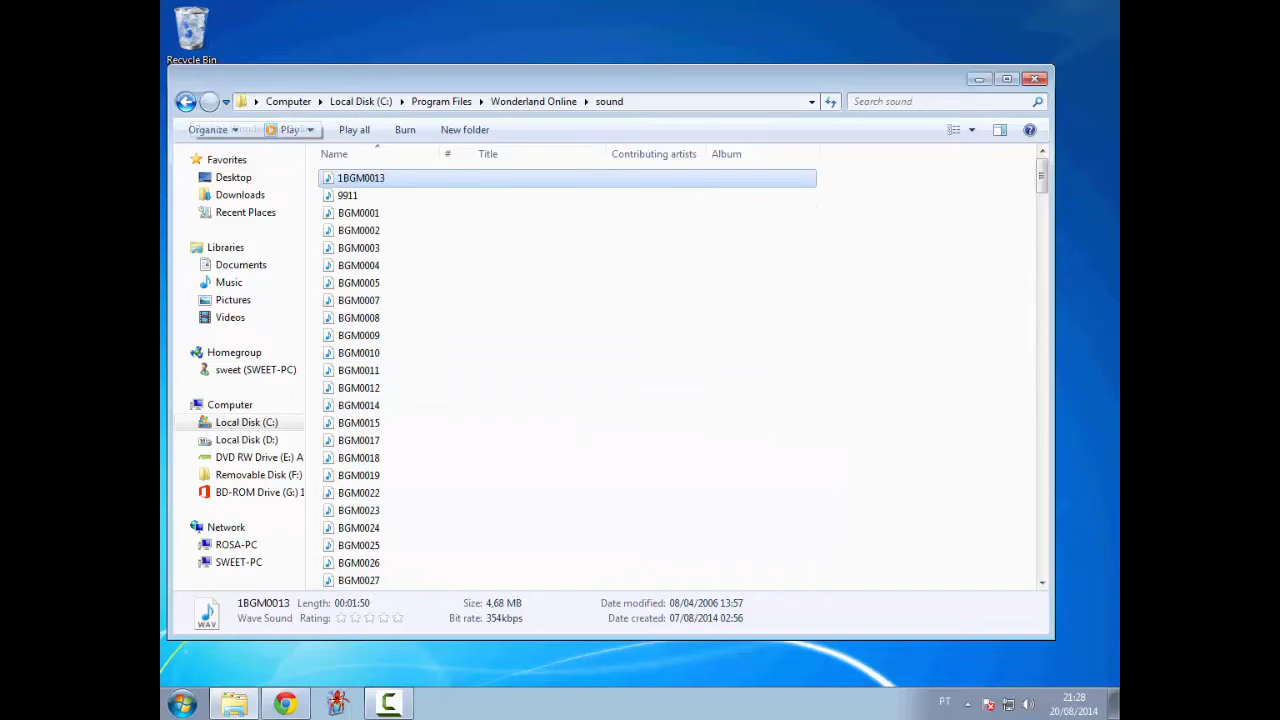 Recycle Bin
Computer Local Disk (C:) Program Files Wonderland Online sound
Search sound
Organize Play Play all Burn New folder
Name # Title Contributing artists Album
Favorites
Desktop
Downloads
Recent Places
Libraries
Documents
Music
Pictures
Videos
Homegroup
sweet (SWEET-PC)
Computer
Local Disk (C:)
Local Disk (D:)
DVD RW Drive (E:) A
Removable Disk (F:)
BD-ROM Drive (G:) 1
Network
ROSA-PC
SWEET-PC
1BGM0013
9911
BGM0001
BGM0002
BGM0003
BGM0004
BGM0005
BGM0007
BGM0008
BGM0009
BGM0010
BGM0011
BGM0012
BGM0014
BGM0015
BGM0017
BGM0018
BGM0019
BGM0022
BGM0023
BGM0024
BGM0025
BGM0026
BGM0027
WAV
1BGM0013 Length: 00:01:50 Size: 4,68 MB Date modified: 08/04/2006 13:57
Wave Sound Rating: Bit rate: 354kbps Date created: 07/08/2014 02:56
PT
21:28
20/08/2014